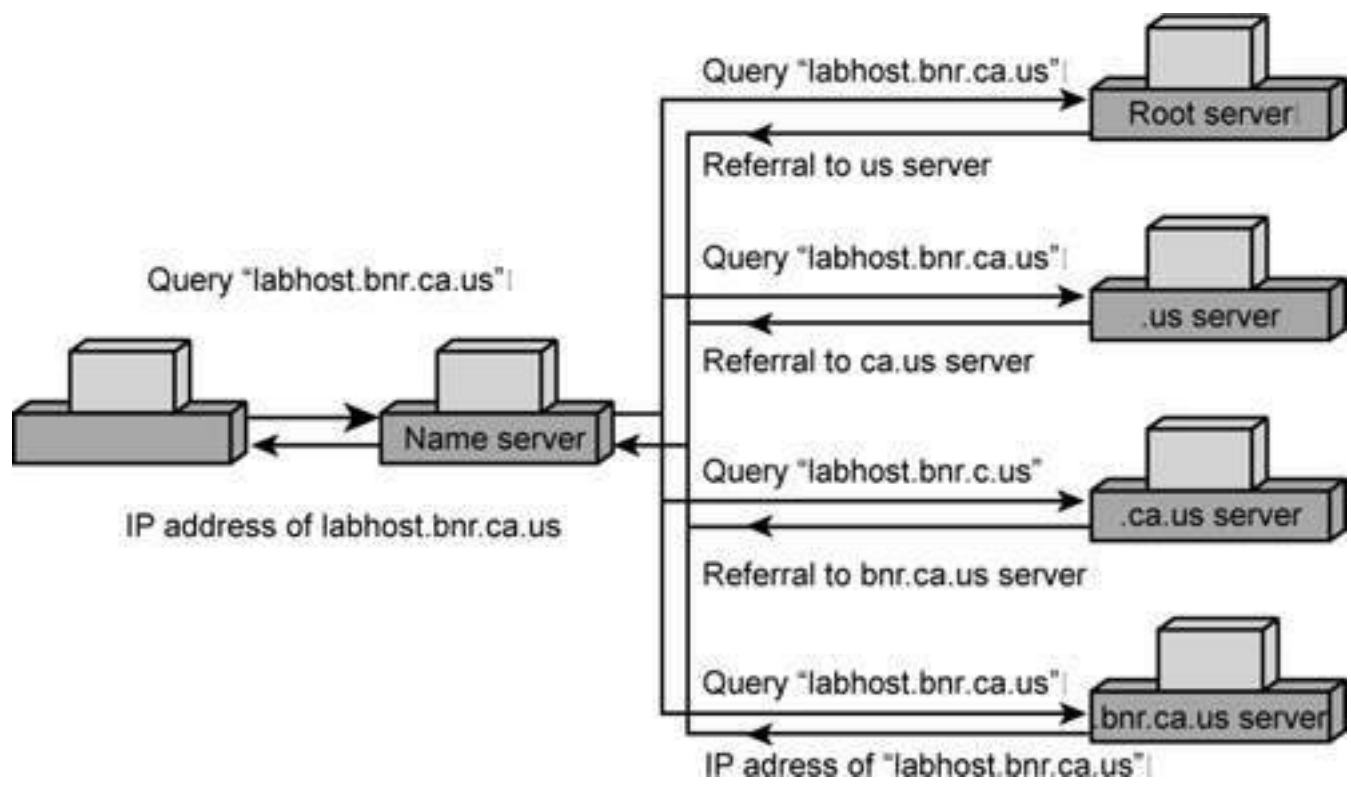 Query “labhost.bnr.ca.us”
Root server
Referral to us server
Query “labhost.bnr.ca.us”
Query “labhost.bnr.ca.us”
.us server
Referral to ca.us server
Name server
Query “labhost.bnr.c.us”
.ca.us server
IP address of labhost.bnr.ca.us
Referral to bnr.ca.us server
Query “labhost.bnr.ca.us”
.bnr.ca.us server
IP adress of “labhost.bnr.ca.us”